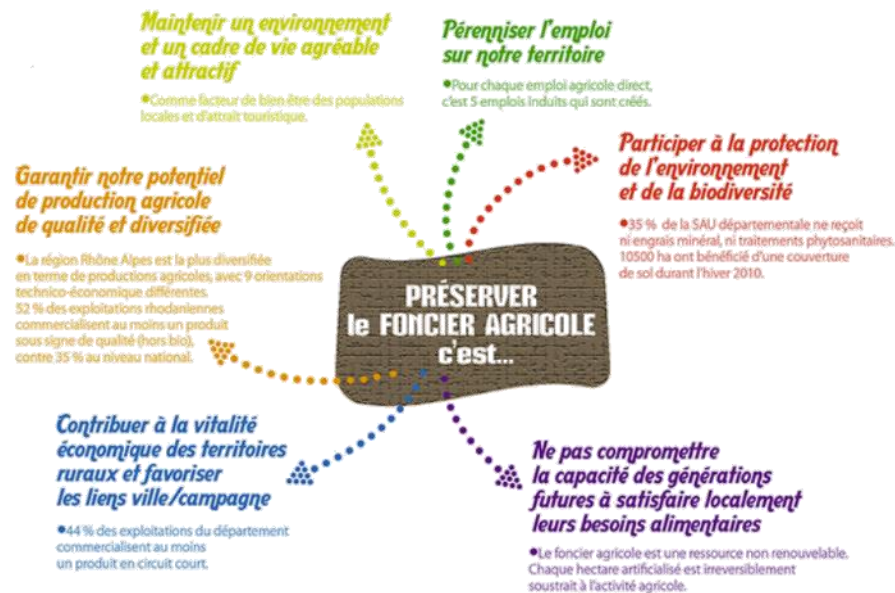 Maintenir un environnement
et un cadre de vie agréable
et attractif
•Comme facteur de bien être des populations
locales et d'attrait touristique.
Pérenniser l'emploi
sur notre territoire
•Pour chaque emploi agricole direct,
c'est 5 emplois induits qui sont créés.
Participer à la protection
de l'environnement
et de la biodiversité
•35 % de la SAU départementale ne reçoit
ni engrais minéral, ni traitements phytosanitaires.
10500 ha ont bénéficié d'une couverture
de sol durant l'hiver 2010.
Garantir notre potentiel
de production agricole
de qualité et diversifiée
•La région Rhône Alpes est la plus diversifiée
en terme de productions agricoles, avec 9 orientations
technico-économique différentes.
52 % des exploitations rhodaniennes
commercialisent au moins un produit
sous signe de qualité (hors bio),
contre 35 % au niveau national.
PRÉSERVER
le FONCIER AGRICOLE
c'est...
Contribuer à la vitalité
économique des territoires
ruraux et favoriser
les liens ville/campagne
•44 % des exploitations du département
commercialisent au moins
un produit en circuit court.
Ne pas compromettre
la capacité des générations
futures à satisfaire localement
leurs besoins alimentaires
•Le foncier agricole est une ressource non renouvelable.
Chaque hectare artificialisé est irreversiblement
soustrait à l'activité agricole.